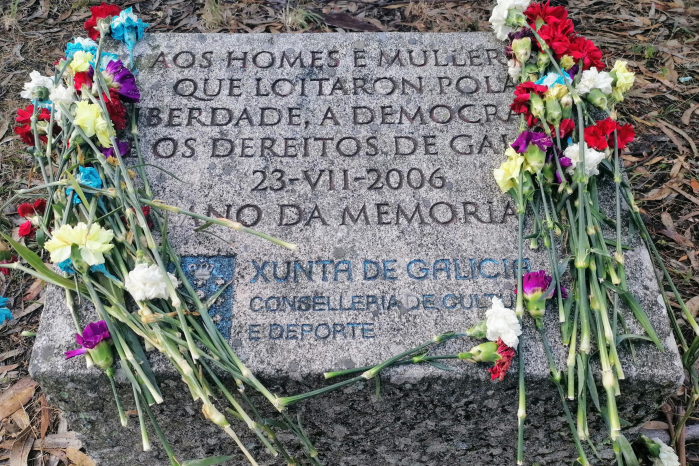 AOS HOMES E MULLER
QUE LOITARON POLA
BERDADE, A DEMOCRA
E OS DEREITOS DE GA
23-VII-2006
ANO DA MEMORIA
XUNTA DE GALICIA
CONSELLERIA DE CULTU
E DEPORTE